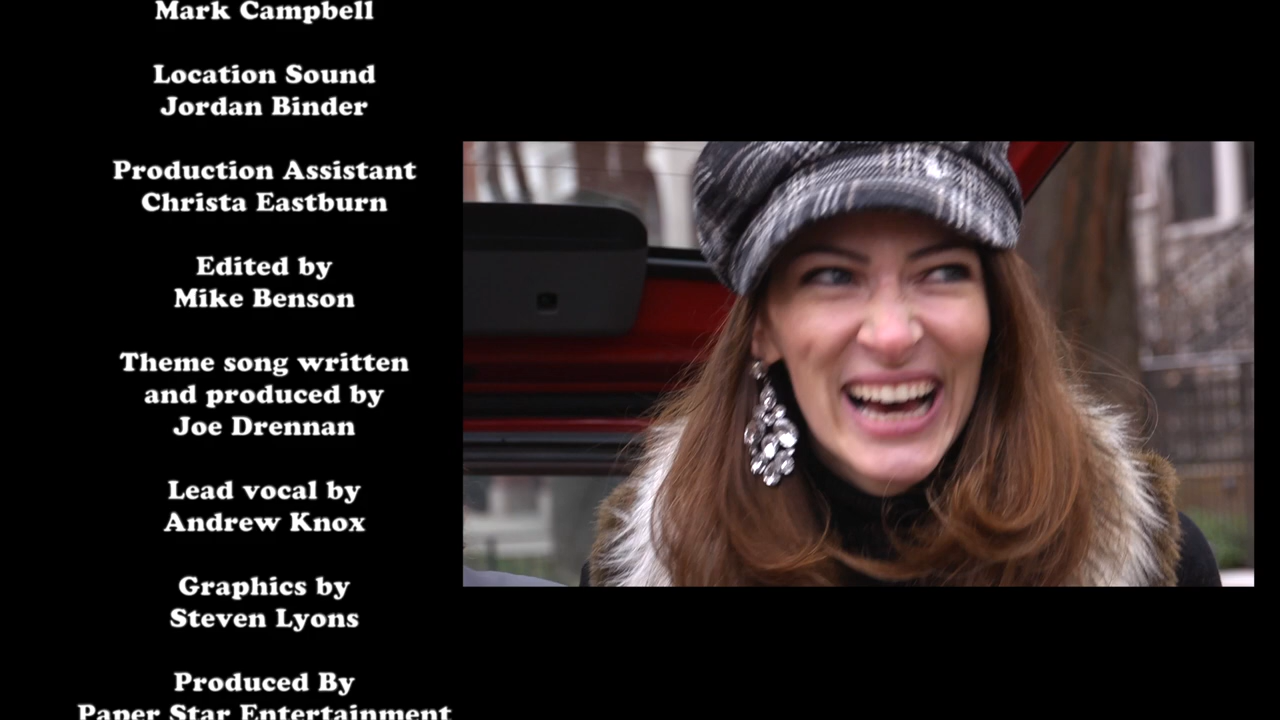 Mark Campbell
Location Sound
Jordan Binder
Production Assistant
Christa Eastburn
Edited by
Mike Benson
Theme song written
and produced by
Joe Drennan
Lead vocal by
Andrew Knox
Graphics by
Steven Lyons
Produced By
Paper Star Entertainment